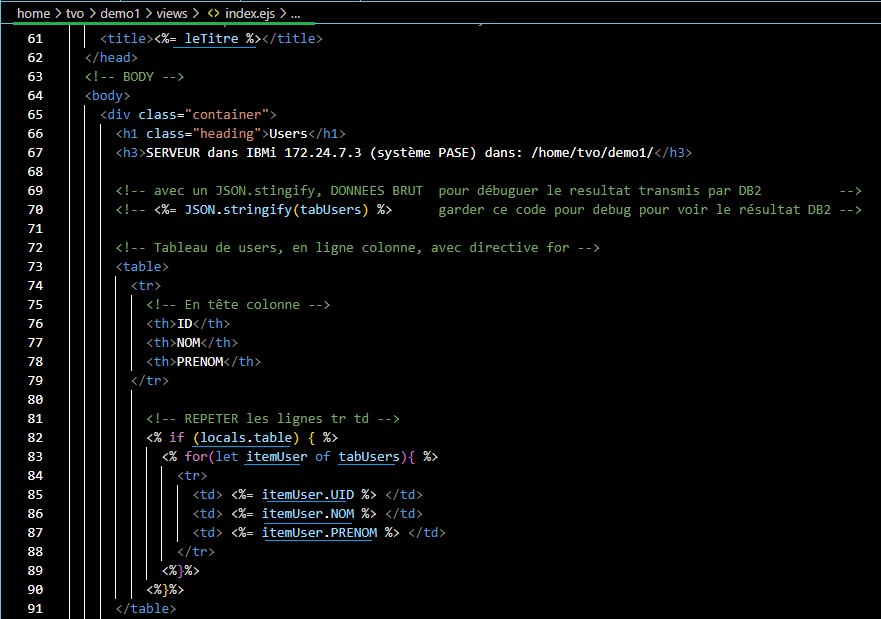 home > tvo > demo1 > views > <> index.ejs > ...
61 <title><%= leTitre %></title>
62 </head>
63 <!-- BODY -->
64 <body>
65 <div class="container">
66 <h1 class="heading">Users</h1>
67 <h3>SERVEUR dans IBMi 172.24.7.3 (système PASE) dans: /home/tvo/demo1/</h3>
68
69 <!-- avec un JSON.stingify, DONNEES BRUT  pour débuguer le resultat transmis par DB2 -->
70 <!-- <%= JSON.stringify(tabUsers) %> garder ce code pour debug pour voir le résultat DB2 -->
71
72 <!-- Tableau de users, en ligne colonne, avec directive for -->
73 <table>
74 <tr>
75 <!-- En tête colonne -->
76 <th>ID</th>
77 <th>NOM</th>
78 <th>PRENOM</th>
79 </tr>
80
81 <!-- REPETER les lignes tr td -->
82 <% if (locals.table) { %>
83 <% for(let itemUser of tabUsers){ %>
84 <tr>
85 <td> <%= itemUser.UID %> </td>
86 <td> <%= itemUser.NOM %> </td>
87 <td> <%= itemUser.PRENOM %> </td>
88 </tr>
89 <%}%>
90 <%}%>
91 </table>